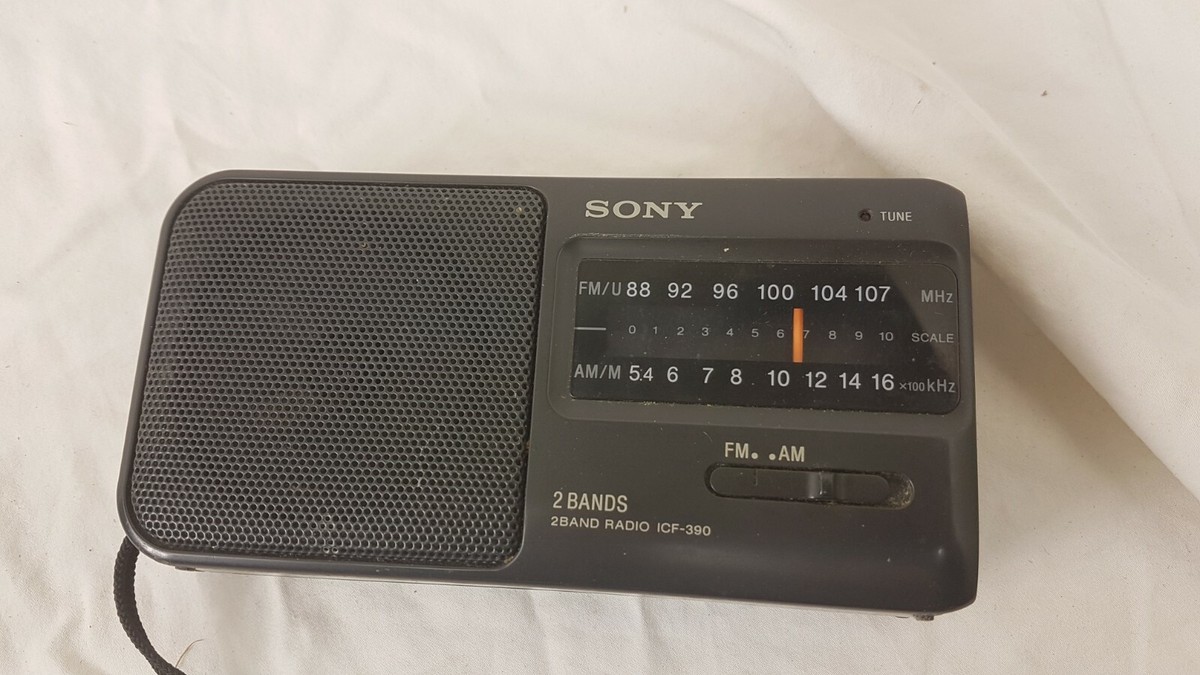 SONY
TUNE
FM/U 88 92 96 100 104 107 MHz
0 1 2 3 4 5 6 7 8 9 10 SCALE
AM/M 5.4 6 7 8 10 12 14 16 ×100kHz
FM. .AM
2 BANDS
2BAND RADIO ICF-390